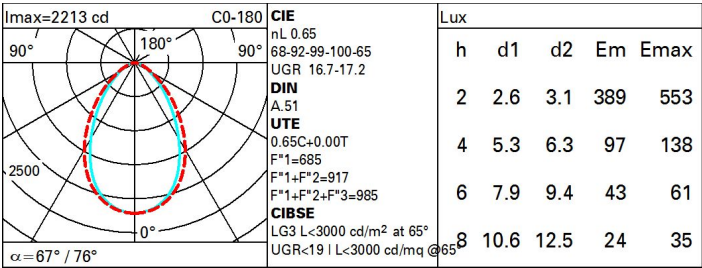 Imax=2213 cd C0-180
90° 180° 90°
2500
0°
α=67° / 76°
CIE
nL 0.65
68-92-99-100-65
UGR 16.7-17.2
DIN
A.51
UTE
0.65C+0.00T
F"1=685
F"1+F"2=917
F"1+F"2+F"3=985
CIBSE
LG3 L<3000 cd/m² at 65°
UGR<19 | L<3000 cd/mq @65°
Lux
h d1 d2 Em Emax
2 2.6 3.1 389 553
4 5.3 6.3 97 138
6 7.9 9.4 43 61
8 10.6 12.5 24 35